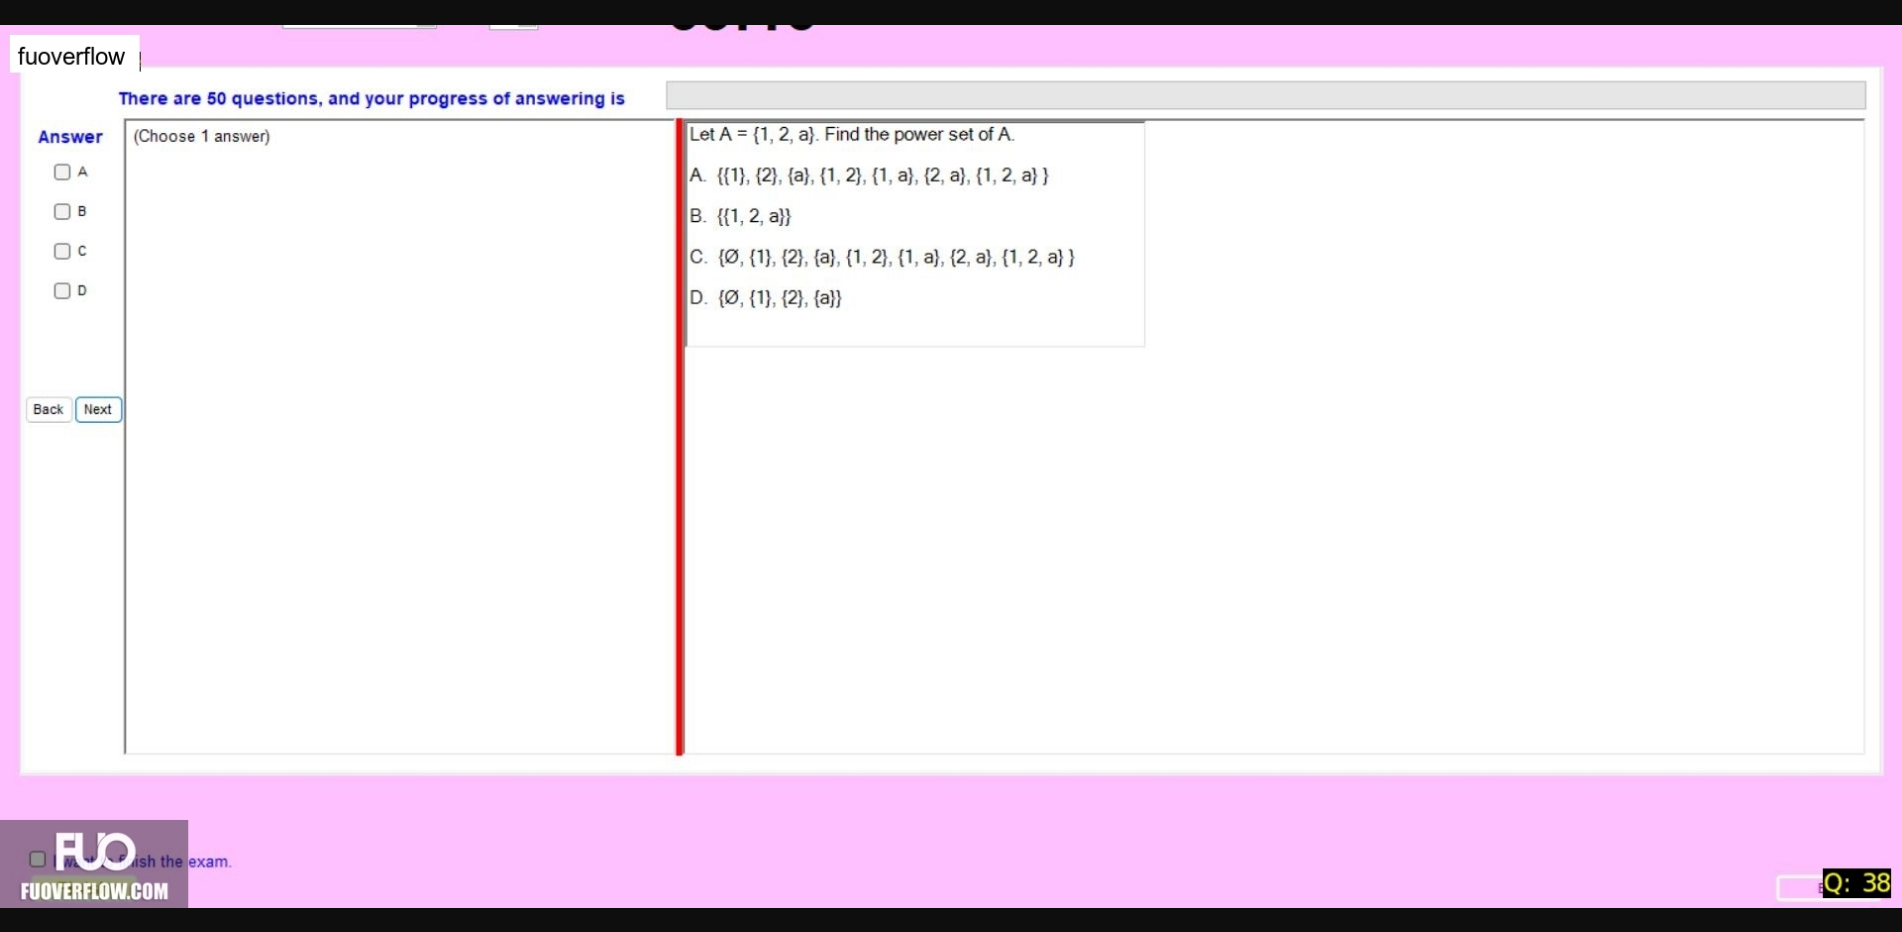 fuoverflow
There are 50 questions, and your progress of answering is
Answer
(Choose 1 answer)
A
B
C
D
Back Next
Let A = {1, 2, a}. Find the power set of A.
A. {{1}, {2}, {a}, {1, 2}, {1, a}, {2, a}, {1, 2, a} }
B. {{1, 2, a}}
C. {Ø, {1}, {2}, {a}, {1, 2}, {1, a}, {2, a}, {1, 2, a} }
D. {Ø, {1}, {2}, {a}}
FUO
the exam.
FUOVERFLOW.COM
Q: 38